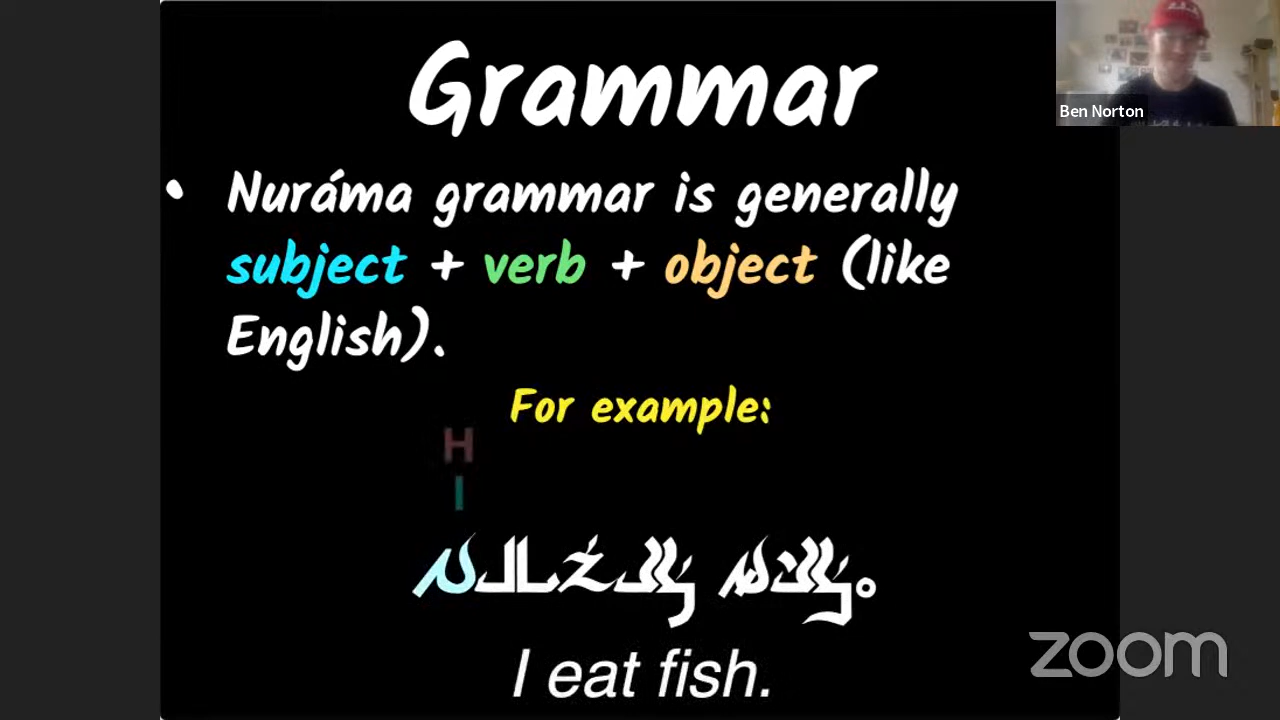 Grammar
Ben Norton
• Nuráma grammar is generally
subject + verb + object (like
English).
For example:
H
I
I eat fish.
zoom